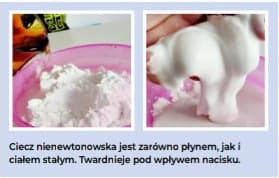 Ciecz nienewtonowska jest zarówno płynem, jak i
ciałem stałym. Twardnieje pod wpływem nacisku.